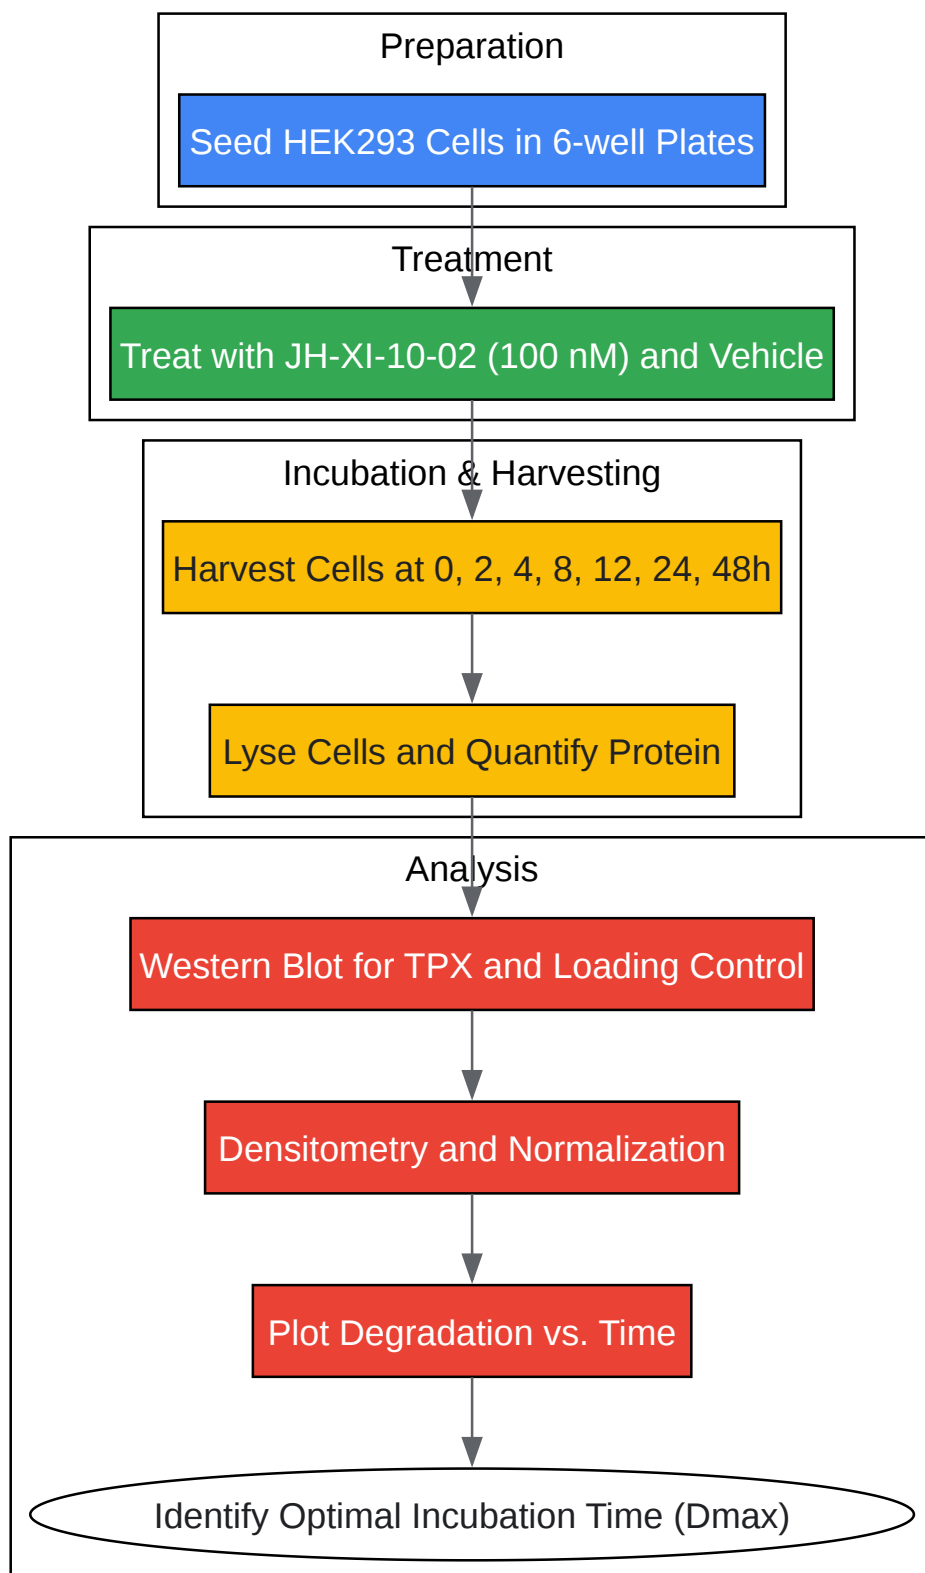 Preparation
Seed HEK293 Cells in 6-well Plates
Treatment
Treat with JH-XI-10-02 (100 nM) and Vehicle
Incubation & Harvesting
Harvest Cells at 0, 2, 4, 8, 12, 24, 48h
Lyse Cells and Quantify Protein
Analysis
Western Blot for TPX and Loading Control
Densitometry and Normalization
Plot Degradation vs. Time
Identify Optimal Incubation Time (Dmax)